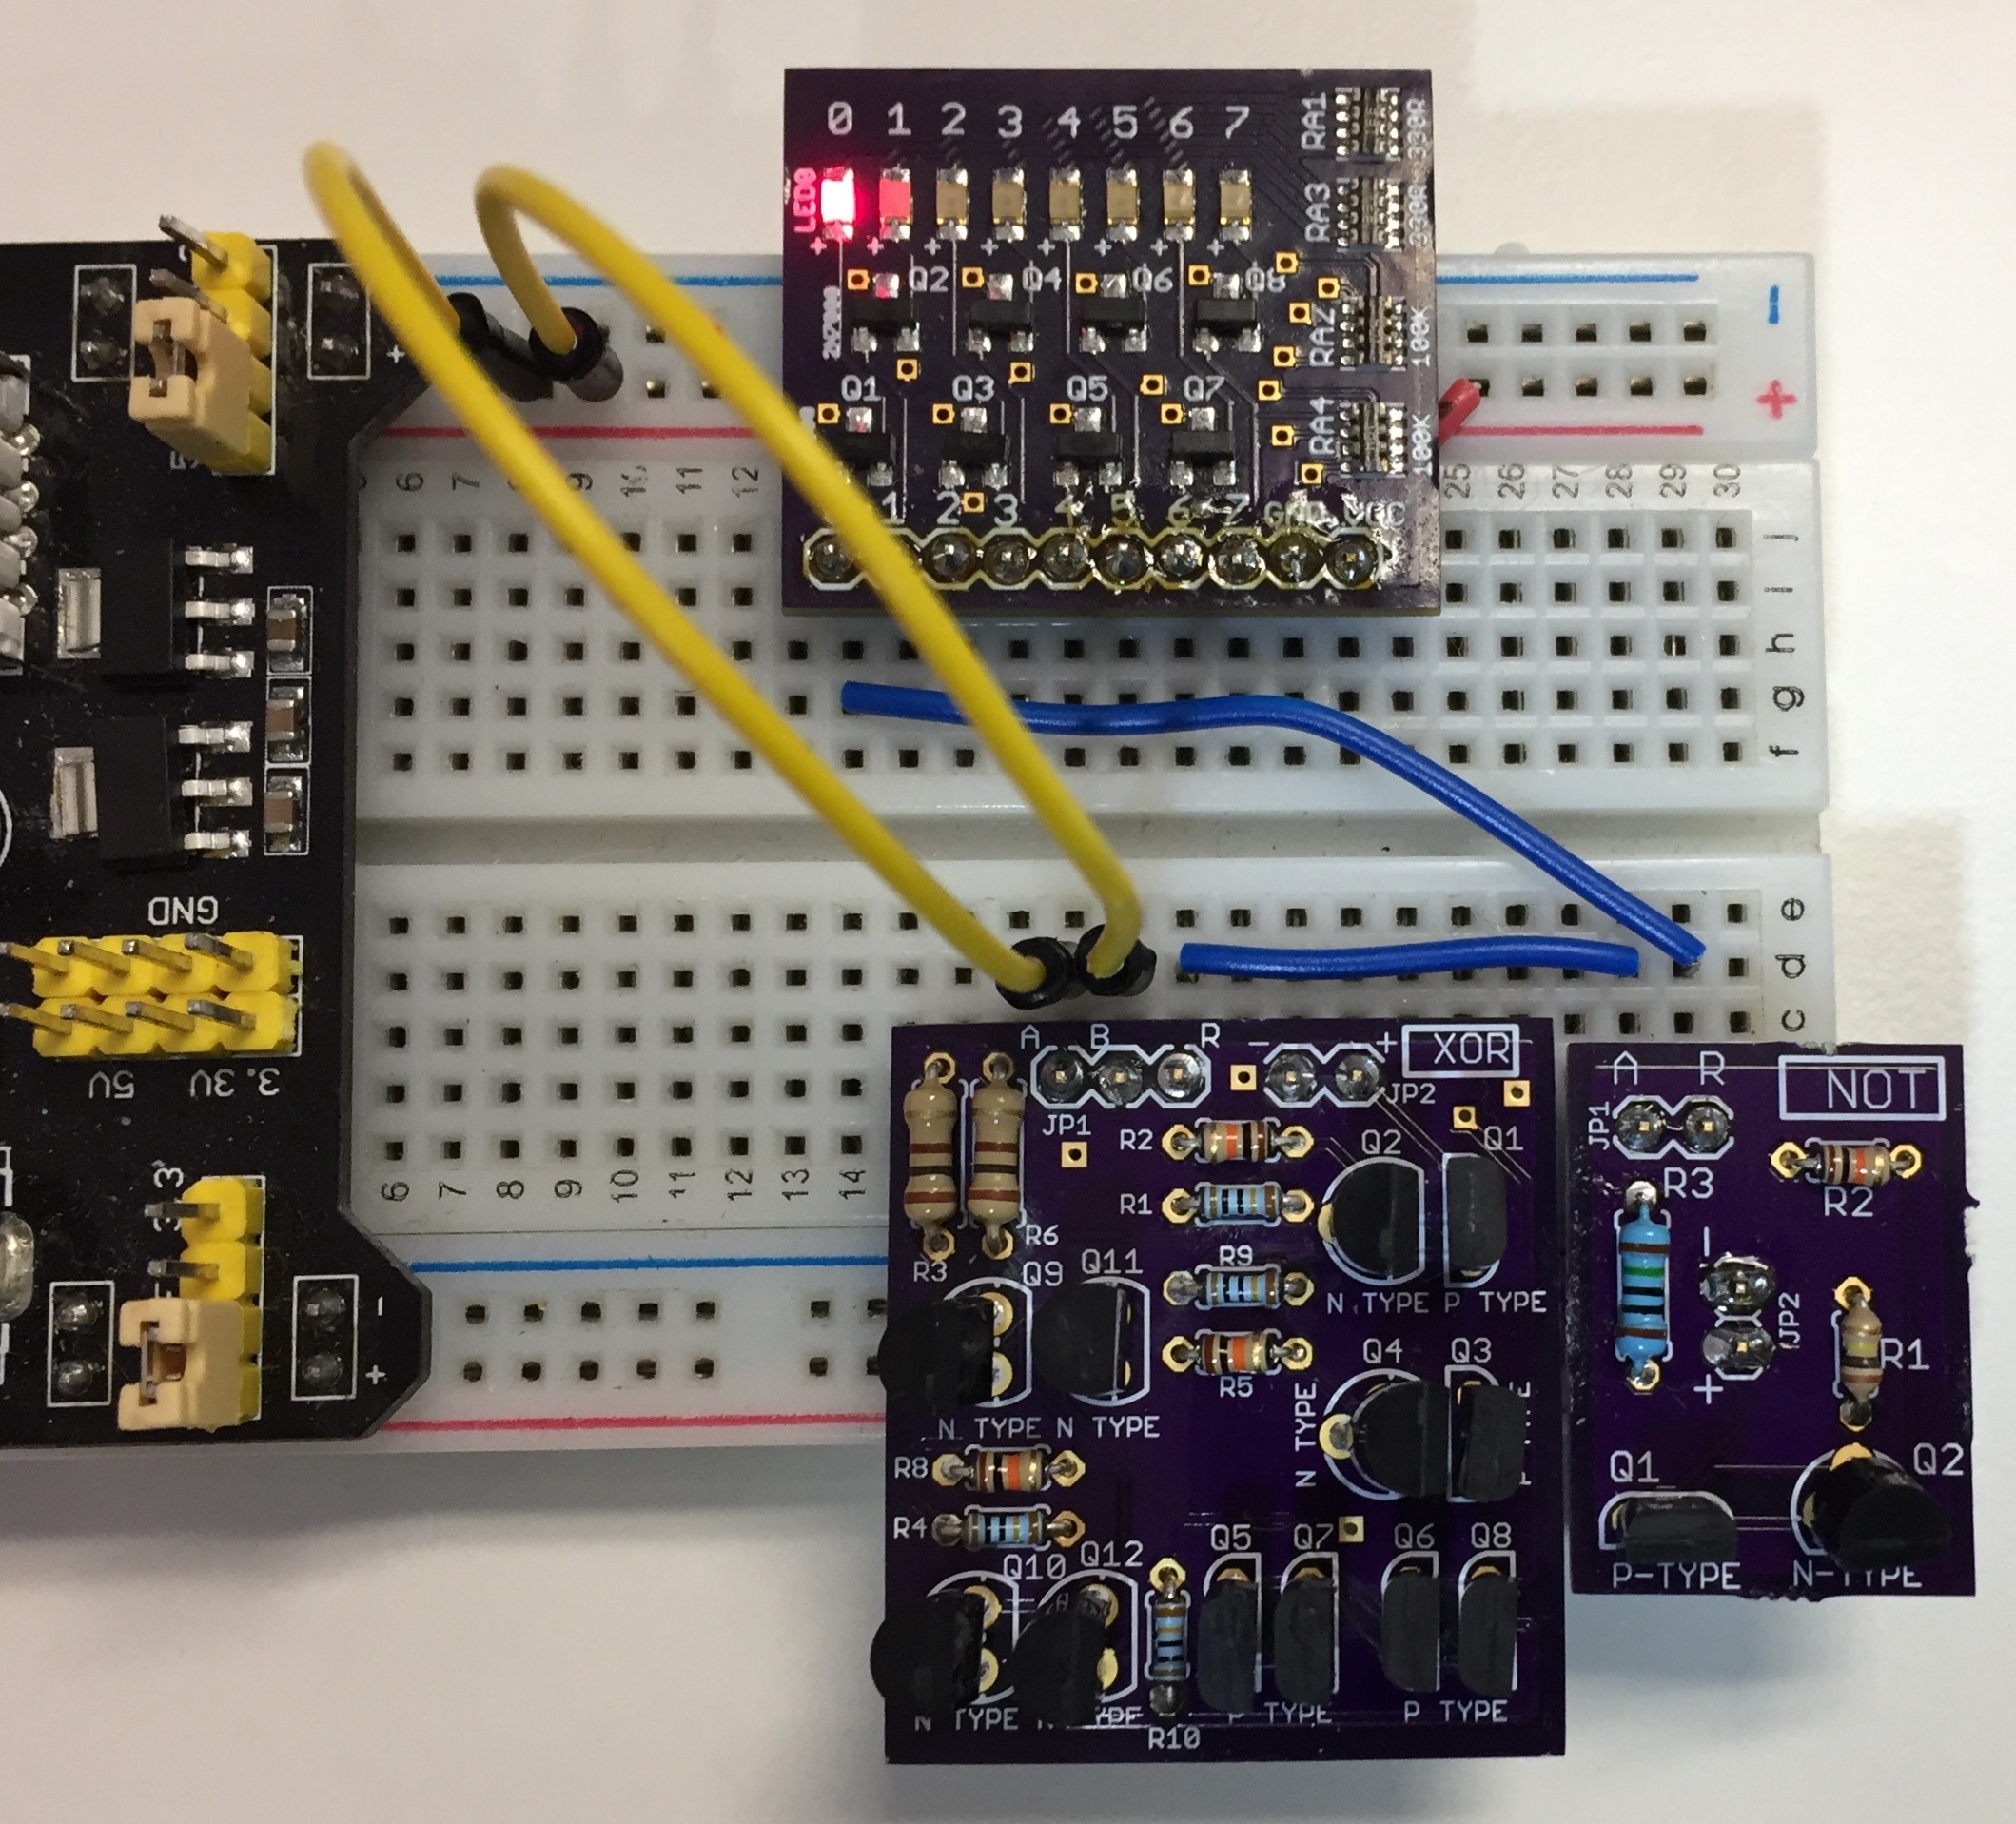 0 1 2 3 4 5 6 7
RA1 330R
LED0
RA3 330R
+ + + + + + + +
Q2 Q4 Q6 Q8
2N7000
RA2 100K
Q1 Q3 Q5 Q7
RA4 100K
1 2 3 4 5 6 7 GND VCC
-
+
+
6 7 8 9 10 11 12
25 26 27 28 29 30
j
i
h
g
f
e
d
c
GND
5V 3.3V
3.3
6 7 8 9 10 11 12 13 14
-
+
A B R - + XOR
JP1 JP2
R2 Q2 Q1
R1
R3 R6
Q9 Q11 R9
N TYPE P TYPE
R5
Q4 Q3
N TYPE N TYPE
N TYPE
R8
R4
Q10 Q12 Q5 Q7 Q6 Q8
N TYPE TYPE P TYPE P TYPE
R10
A R NOT
JP1
R3 R2
- +
JP2
R1
Q1 Q2
P-TYPE N-TYPE